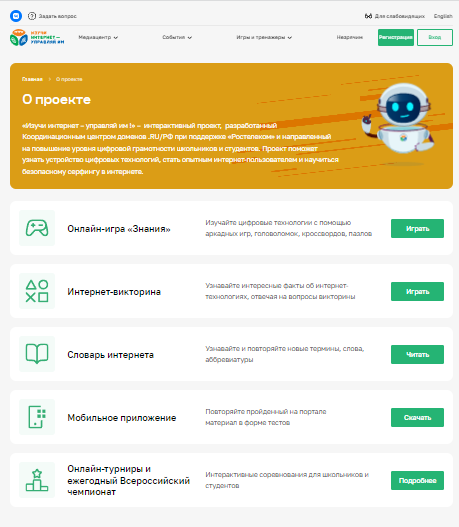 Задать вопрос
Для слабовидящих
English
ИЗУЧИ
ИНТЕРНЕТ —
УПРАВЛЯЙ ИМ
Медиацентр
События
Игры и тренажеры
Незрячим
Регистрация
Вход
Главная > О проекте
О проекте
«Изучи интернет – управляй им !» – интерактивный проект, разработанный
Координационным центром доменов .RU/РФ при поддержке «Ростелеком» и направленный
на повышение уровня цифровой грамотности школьников и студентов. Проект поможет
узнать устройство цифровых технологий, стать опытным интернет-пользователем и научиться
безопасному серфингу в интернете.
Онлайн-игра «Знания»
Изучайте цифровые технологии с помощью
аркадных игр, головоломок, кроссвордов, пазлов
Играть
Интернет-викторина
Узнавайте интересные факты об интернет-
технологиях, отвечая на вопросы викторины
Играть
Словарь интернета
Узнавайте и повторяйте новые термины, слова,
аббревиатуры
Читать
Мобильное приложение
Повторяйте пройденный на портале
материал в форме тестов
Скачать
Онлайн-турниры и
ежегодный Всероссийский
чемпионат
Интерактивные соревнования для школьников и
студентов
Подробнее